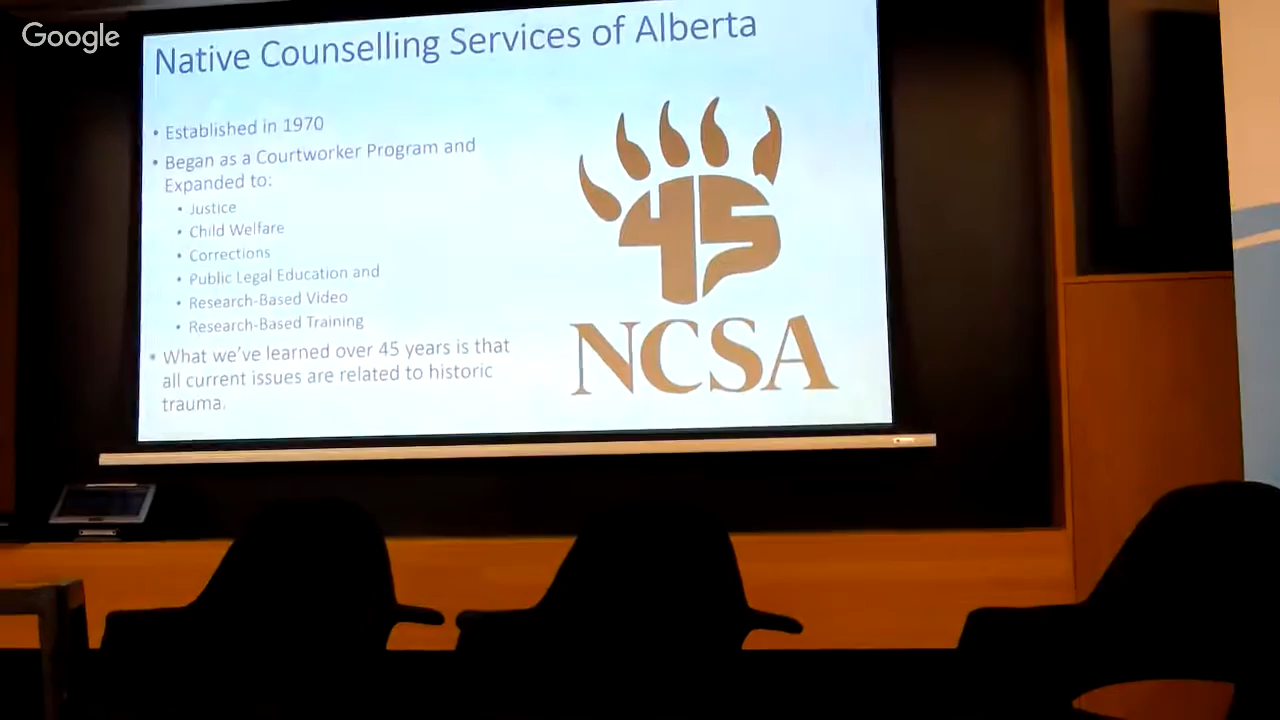 Google
Native Counselling Services of Alberta
• Established in 1970
• Began as a Courtworker Program and
Expanded to:
• Justice
• Child Welfare
• Corrections
• Public Legal Education and
• Research-Based Video
• Research-Based Training
• What we've learned over 45 years is that
all current issues are related to historic
trauma.
45
NCSA